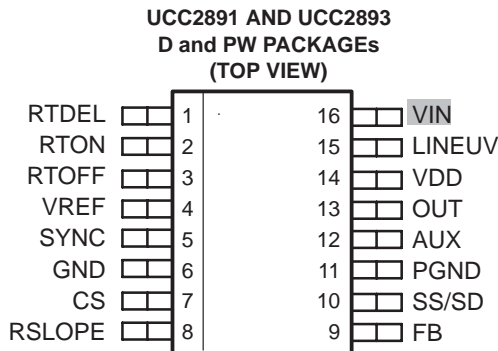 UCC2891 AND UCC2893
D and PW PACKAGEs
(TOP VIEW)
RTDEL 1 16 VIN
RTON 2 15 LINEUV
RTOFF 3 14 VDD
VREF 4 13 OUT
SYNC 5 12 AUX
GND 6 11 PGND
CS 7 10 SS/SD
RSLOPE 8 9 FB